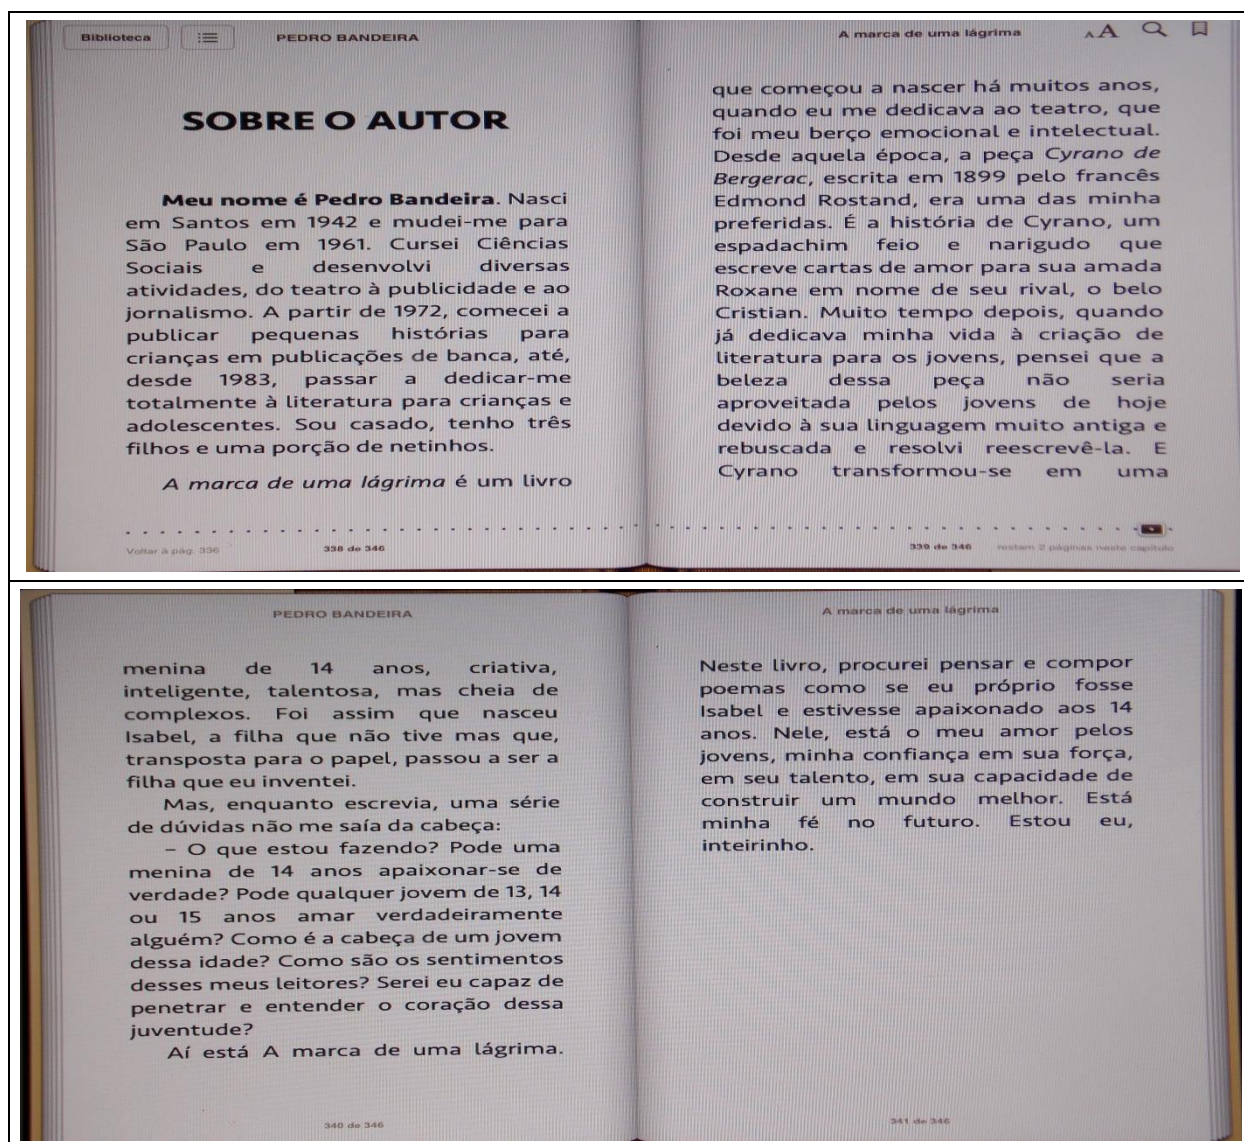 Biblioteca
PEDRO BANDEIRA
SOBRE O AUTOR
Meu nome é Pedro Bandeira. Nasci
em Santos em 1942 e mudei-me para
São Paulo em 1961. Cursei Ciências
Sociais e desenvolvi diversas
atividades, do teatro à publicidade e ao
jornalismo. A partir de 1972, comecei a
publicar pequenas histórias para
crianças em publicações de banca, até,
desde 1983, passar a dedicar-me
totalmente à literatura para crianças e
adolescentes. Sou casado, tenho três
filhos e uma porção de netinhos.
A marca de uma lágrima é um livro
Voltar à pág. 336
338 de 346
A marca de uma lágrima
AA
que começou a nascer há muitos anos,
quando eu me dedicava ao teatro, que
foi meu berço emocional e intelectual.
Desde aquela época, a peça Cyrano de
Bergerac, escrita em 1899 pelo francês
Edmond Rostand, era uma das minha
preferidas. É a história de Cyrano, um
espadachim feio e narigudo que
escreve cartas de amor para sua amada
Roxane em nome de seu rival, o belo
Cristian. Muito tempo depois, quando
já dedicava minha vida à criação de
literatura para os jovens, pensei que a
beleza dessa peça não seria
aproveitada pelos jovens de hoje
devido à sua linguagem muito antiga e
rebuscada e resolvi reescrevê-la. E
Cyrano transformou-se em uma
339 de 346
restam 2 páginas neste capítulo
PEDRO BANDEIRA
menina de 14 anos, criativa,
inteligente, talentosa, mas cheia de
complexos. Foi assim que nasceu
Isabel, a filha que não tive mas que,
transposta para o papel, passou a ser a
filha que eu inventei.
Mas, enquanto escrevia, uma série
de dúvidas não me saía da cabeça:
– O que estou fazendo? Pode uma
menina de 14 anos apaixonar-se de
verdade? Pode qualquer jovem de 13, 14
ou 15 anos amar verdadeiramente
alguém? Como é a cabeça de um jovem
dessa idade? Como são os sentimentos
desses meus leitores? Serei eu capaz de
penetrar e entender o coração dessa
juventude?
Aí está A marca de uma lágrima.
340 de 346
A marca de uma lágrima
Neste livro, procurei pensar e compor
poemas como se eu próprio fosse
Isabel e estivesse apaixonado aos 14
anos. Nele, está o meu amor pelos
jovens, minha confiança em sua força,
em seu talento, em sua capacidade de
construir um mundo melhor. Está
minha fé no futuro. Estou eu,
inteirinho.
341 de 346